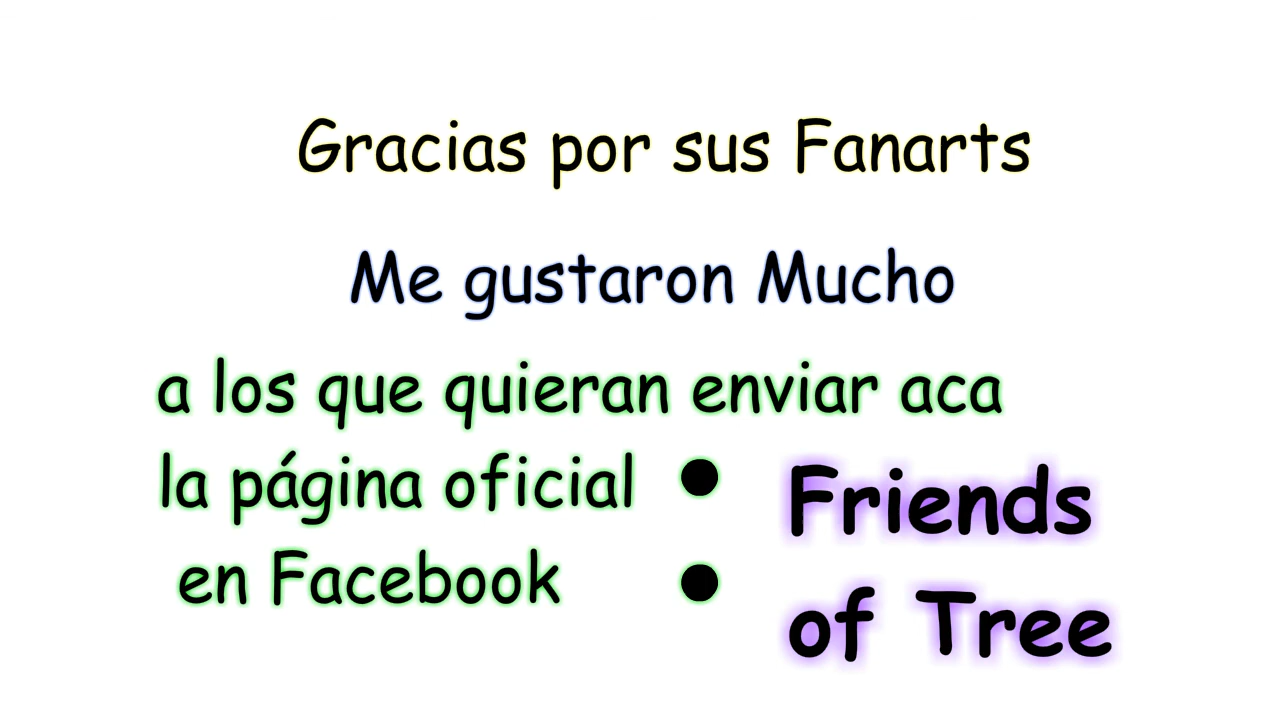 Gracias por sus Fanarts
Me gustaron Mucho
a los que quieran enviar aca
la página oficial
en Facebook
:
Friends
of Tree